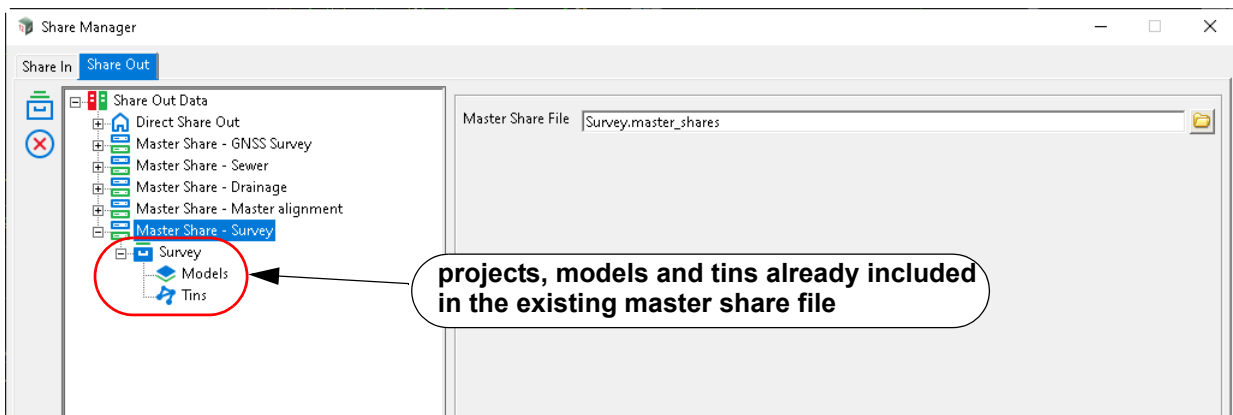 Share Manager
Share In Share Out
Share Out Data
Direct Share Out
Master Share - GNSS Survey
Master Share - Sewer
Master Share - Drainage
Master Share - Master alignment
Master Share - Survey
Survey
Models
Tins
Master Share File Survey.master_shares
projects, models and tins already included
in the existing master share file